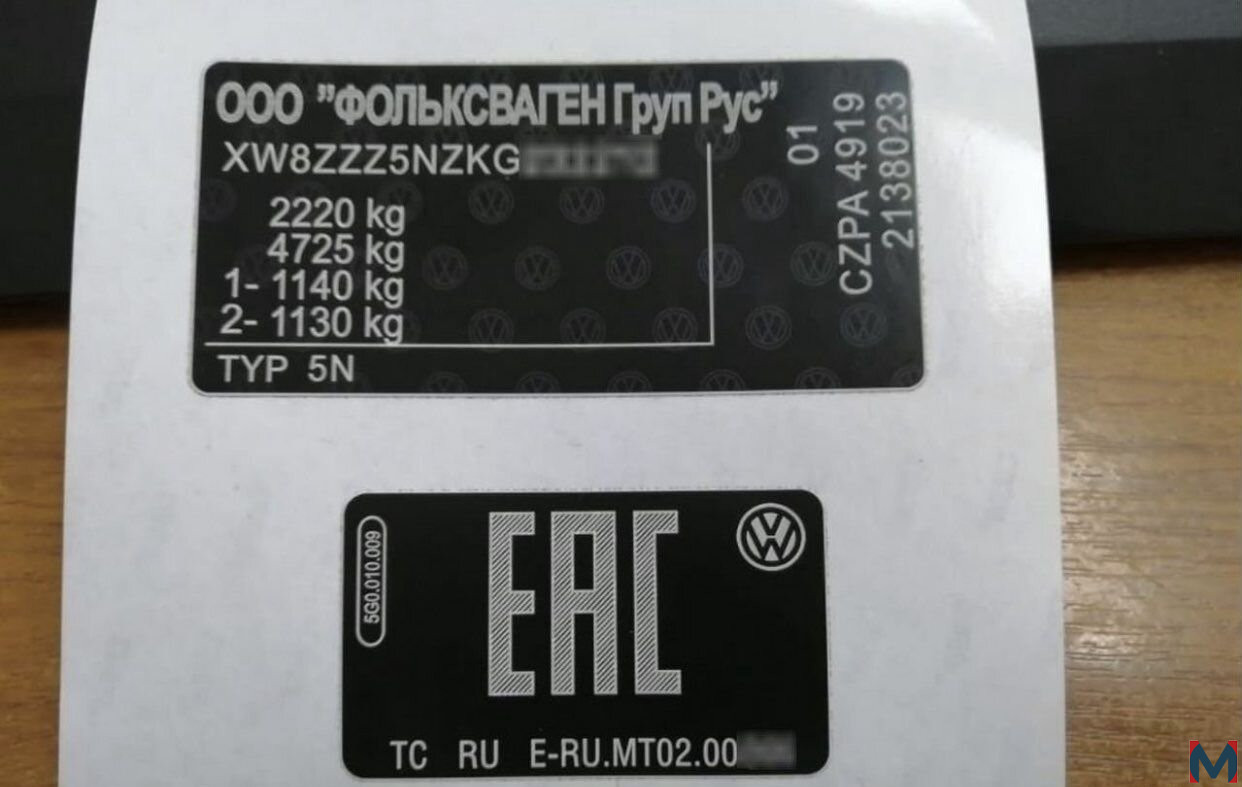 ООО "ФОЛЬКСВАГЕН Груп Рус"
XW8ZZZ5NZKG
2220 kg
4725 kg
1- 1140 kg
2- 1130 kg
TYP 5N
01
CZPA 4919
2138023
5G0.010.009
EAC
TC RU E-RU.MT02.00
M